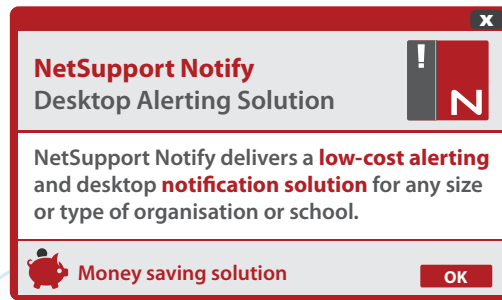 X
NetSupport Notify
Desktop Alerting Solution
!
N
NetSupport Notify delivers a low-cost alerting
and desktop notification solution for any size
or type of organisation or school.
Money saving solution
OK